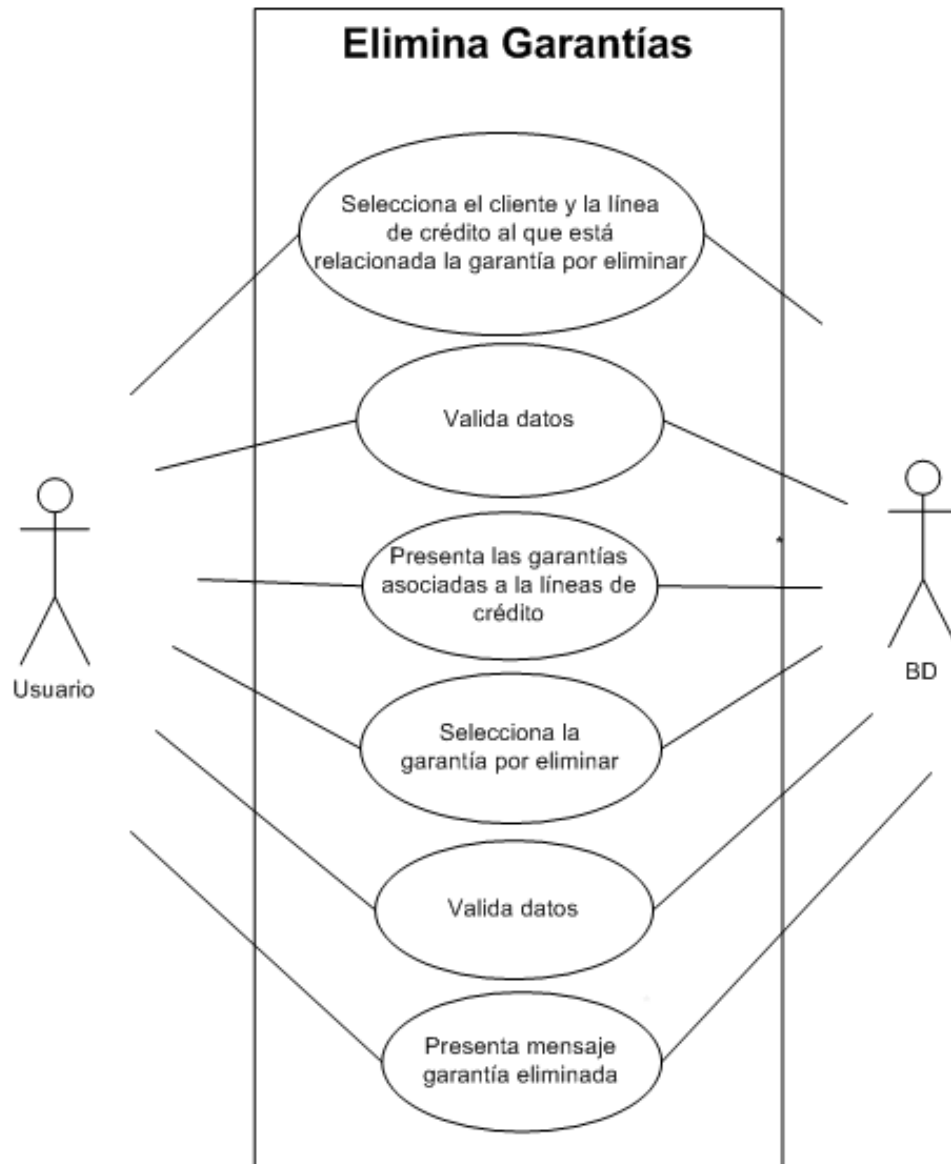 Elimina Garantías
Selecciona el cliente y la línea
de crédito al que está
relacionada la garantía por eliminar
Valida datos
Presenta las garantías
asociadas a la líneas de
crédito
Usuario
BD
Selecciona la
garantía por eliminar
Valida datos
Presenta mensaje
garantía eliminada